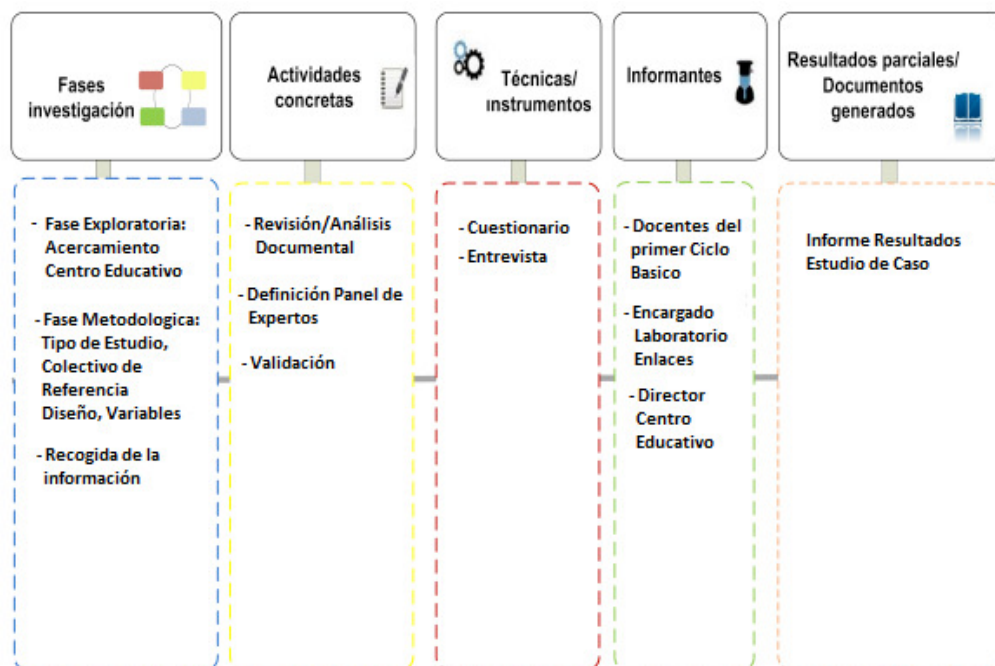 Fases
investigación
Actividades
concretas
Técnicas/
instrumentos
Informantes
Resultados parciales/
Documentos
generados
- Fase Exploratoria:
Acercamiento
Centro Educativo
- Fase Metodologica:
Tipo de Estudio,
Colectivo de
Referencia
Diseño, Variables
- Recogida de la
información
- Revisión/Análisis
Documental
- Definición Panel de
Expertos
- Validación
- Cuestionario
- Entrevista
- Docentes del
primer Ciclo
Basico
- Encargado
Laboratorio
Enlaces
- Director
Centro
Educativo
Informe Resultados
Estudio de Caso